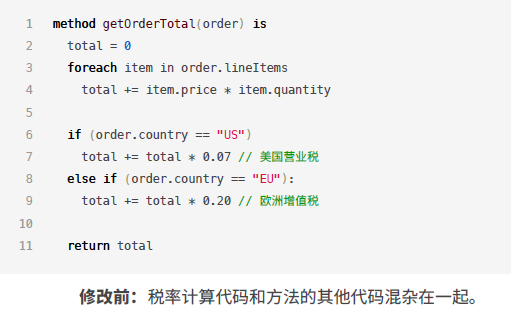 1 method getOrderTotal(order) is
2 total = 0
3 foreach item in order.lineItems
4 total += item.price * item.quantity
5
6 if (order.country == "US")
7 total += total * 0.07 // 美国营业税
8 else if (order.country == "EU"):
9 total += total * 0.20 // 欧洲增值税
10
11 return total
修改前：税率计算代码和方法的其他代码混杂在一起。